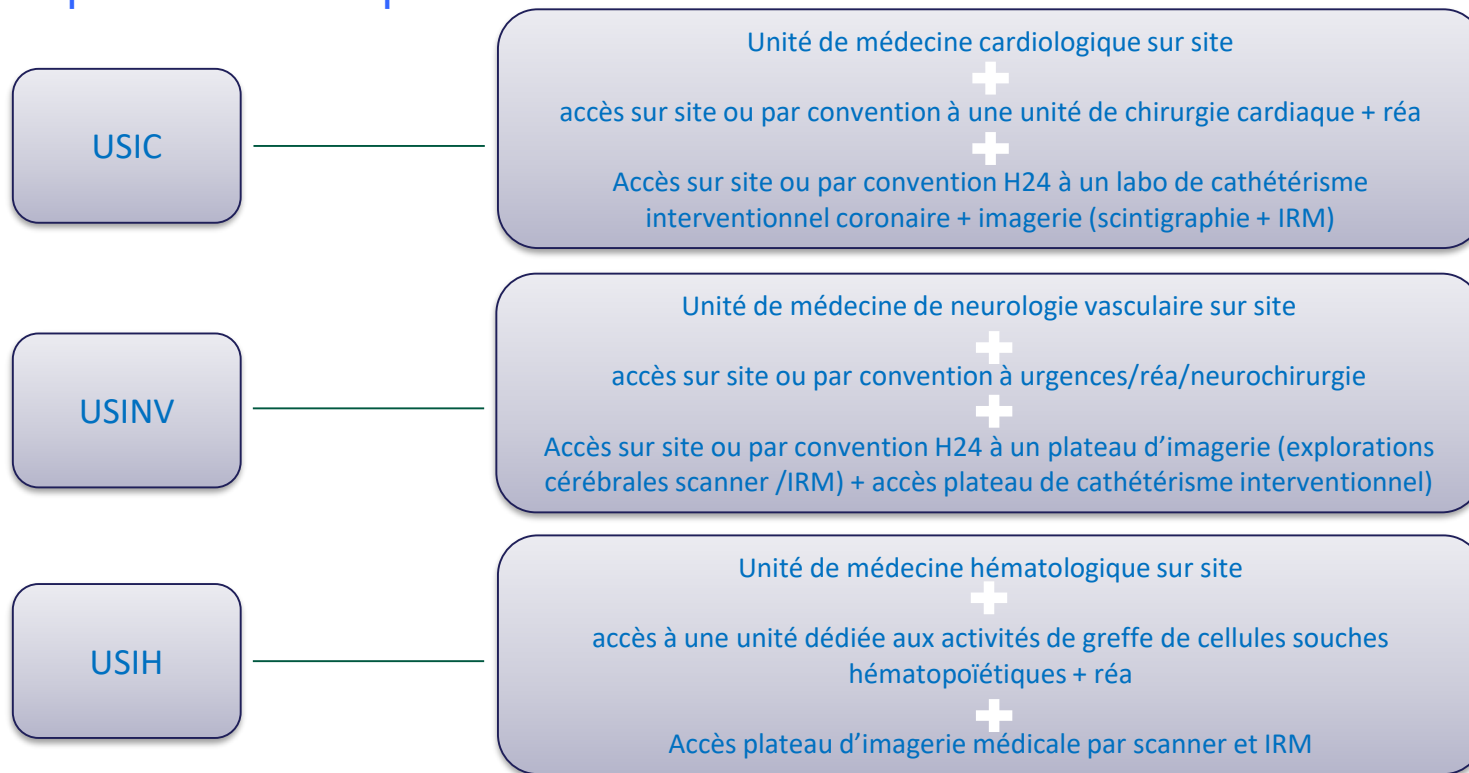 USIC
Unité de médecine cardiologique sur site
accès sur site ou par convention à une unité de chirurgie cardiaque + réa
Accès sur site ou par convention H24 à un labo de cathétérisme
interventionnel coronaire + imagerie (scintigraphie + IRM)
USINV
Unité de médecine de neurologie vasculaire sur site
accès sur site ou par convention à urgences/réa/neurochirurgie
Accès sur site ou par convention H24 à un plateau d’imagerie (explorations
cérébrales scanner /IRM) + accès plateau de cathétérisme interventionnel)
USIH
Unité de médecine hématologique sur site
accès à une unité dédiée aux activités de greffe de cellules souches
hématopoïétiques + réa
Accès plateau d’imagerie médicale par scanner et IRM